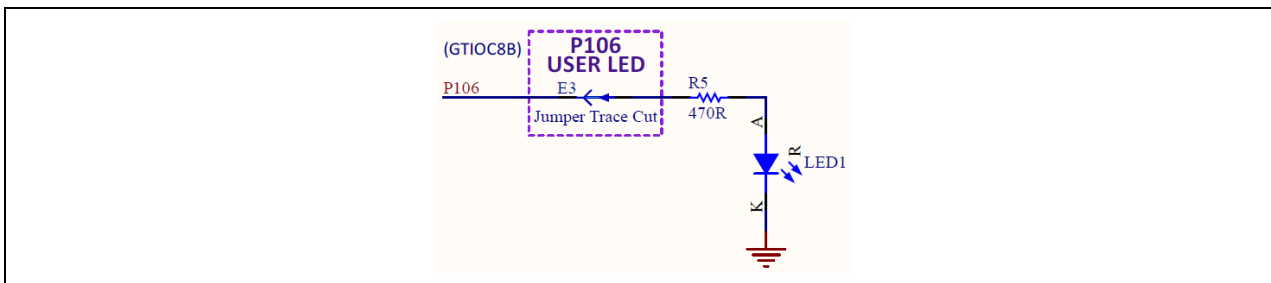 (GTIOC8B)
P106
USER LED
P106
E3
Jumper Trace Cut
R5
470R
A
R
LED1
K